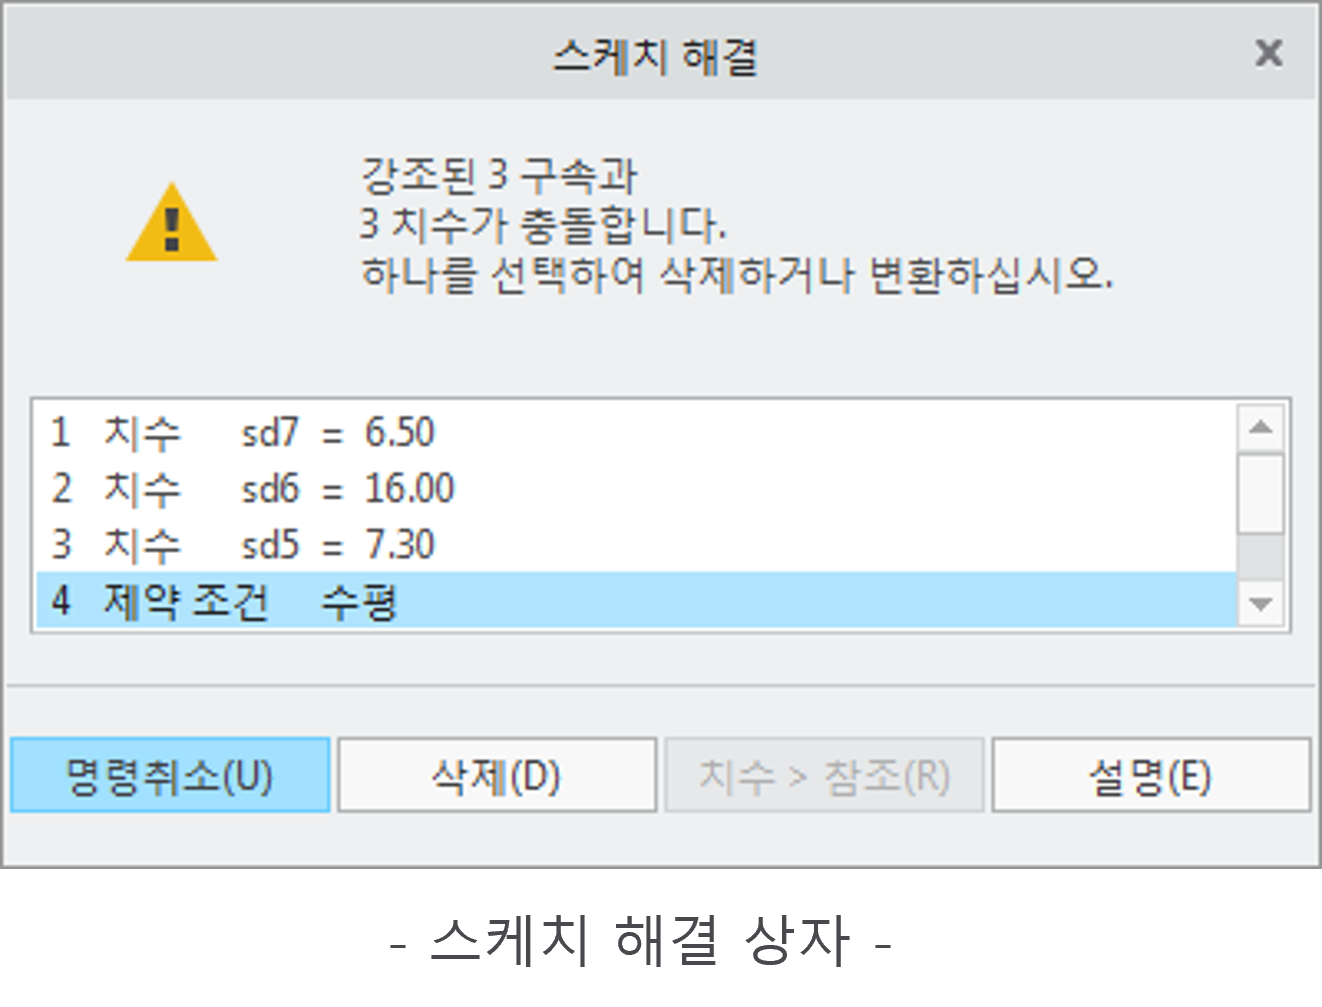 스케치 해결
강조된 3 구속과
3 치수가 충돌합니다.
하나를 선택하여 삭제하거나 변환하십시오.
1 치수 sd7 = 6.50
2 치수 sd6 = 16.00
3 치수 sd5 = 7.30
4 제약 조건 수평
명령취소(U) 삭제(D) 치수 > 참조(R) 설명(E)
- 스케치 해결 상자 -